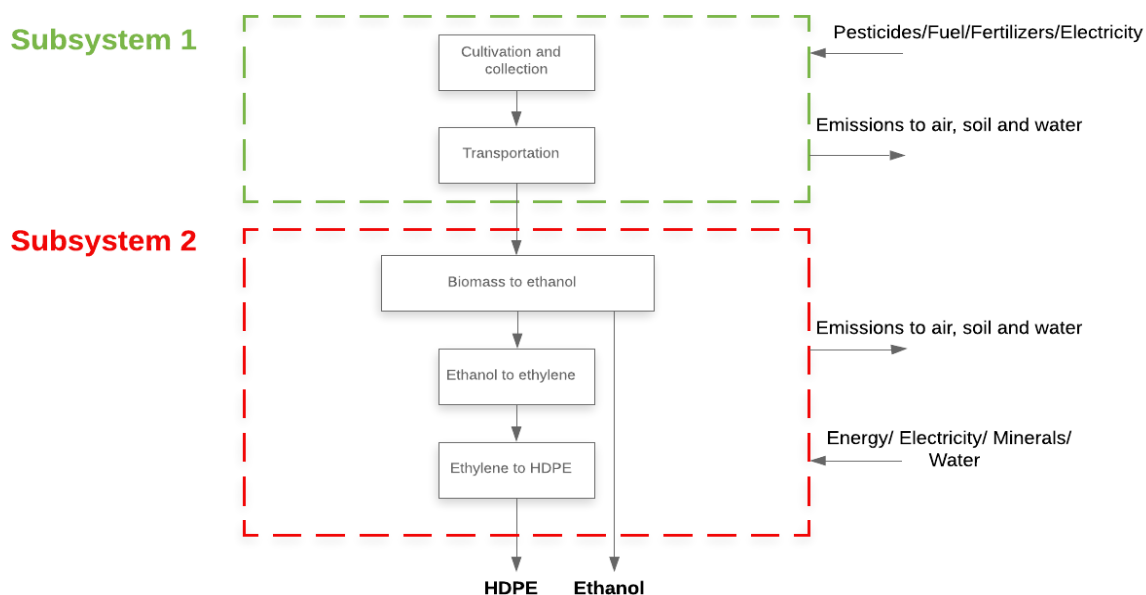 Subsystem 1
Cultivation and
collection
Pesticides/Fuel/Fertilizers/Electricity
Transportation
Emissions to air, soil and water
Subsystem 2
Biomass to ethanol
Emissions to air, soil and water
Ethanol to ethylene
Energy/ Electricity/ Minerals/
Water
Ethylene to HDPE
HDPE
Ethanol